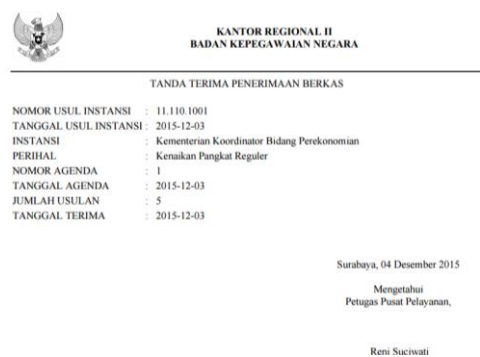 KANTOR REGIONAL II
BADAN KEPEGAWAIAN NEGARA
TANDA TERIMA PENERIMAAN BERKAS
NOMOR USUL INSTANSI : 11.110.1001
TANGGAL USUL INSTANSI : 2015-12-03
INSTANSI : Kementerian Koordinator Bidang Perekonomian
PERIHAL : Kenaikan Pangkat Reguler
NOMOR AGENDA : 1
TANGGAL AGENDA : 2015-12-03
JUMLAH USULAN : 5
TANGGAL TERIMA : 2015-12-03
Surabaya, 04 Desember 2015
Mengetahui
Petugas Pusat Pelayanan,
Reni Suciwati